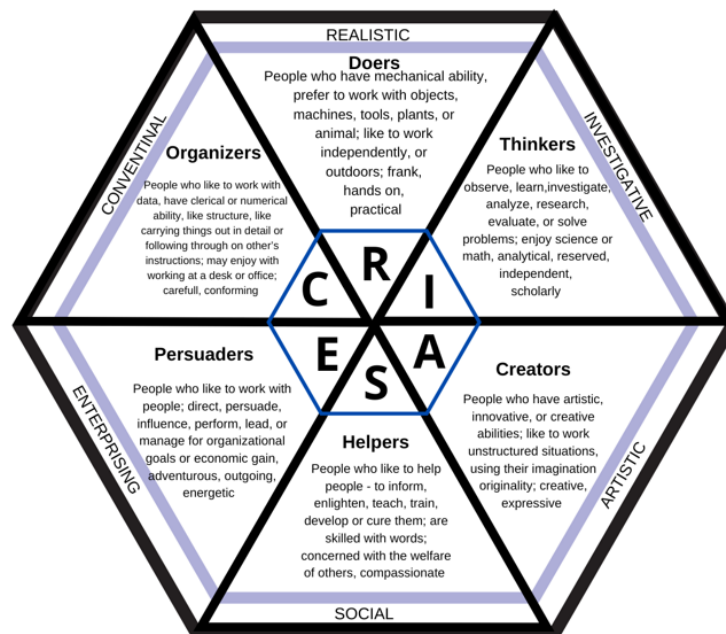 REALISTIC
Doers
People who have mechanical ability,
prefer to work with objects,
machines, tools, plants, or
animal; like to work
independently, or
outdoors; frank,
hands on,
practical
INVESTIGATIVE
Thinkers
People who like to
observe, learn,investigate,
analyze, research,
evaluate, or solve
problems; enjoy science or
math, analytical, reserved,
independent,
scholarly
ARTISTIC
Creators
People who have artistic,
innovative, or creative
abilities; like to work
unstructured situations,
using their imagination
originality; creative,
expressive
SOCIAL
Helpers
People who like to help
people - to inform,
enlighten, teach, train,
develop or cure them; are
skilled with words;
concerned with the welfare
of others, compassionate
ENTERPRISING
Persuaders
People who like to work with
people; direct, persuade,
influence, perform, lead, or
manage for organizational
goals or economic gain,
adventurous, outgoing,
energetic
CONVENTINAL
Organizers
People who like to work with
data, have clerical or numerical
ability, like structure, like
carrying things out in detail or
following through on other's
instructions; may enjoy with
working at a desk or office;
carefull, conforming
R
I
A
S
E
C